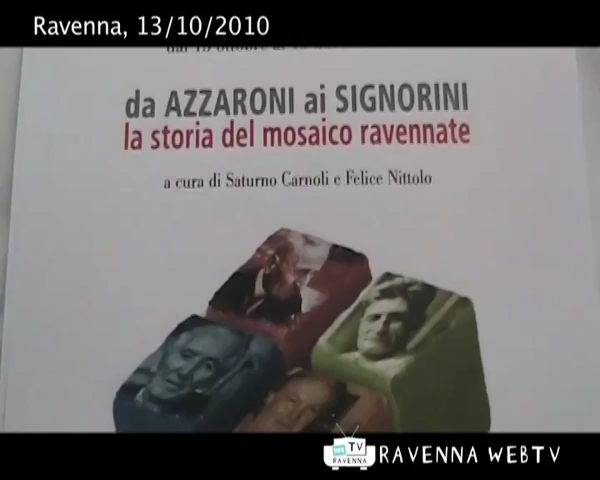 Ravenna, 13/10/2010
da AZZARONI ai SIGNORINI
la storia del mosaico ravennate
a cura di Saturno Carnoli e Felice Nittolo
WEB TV
RAVENNA
RAVENNA WEBTV